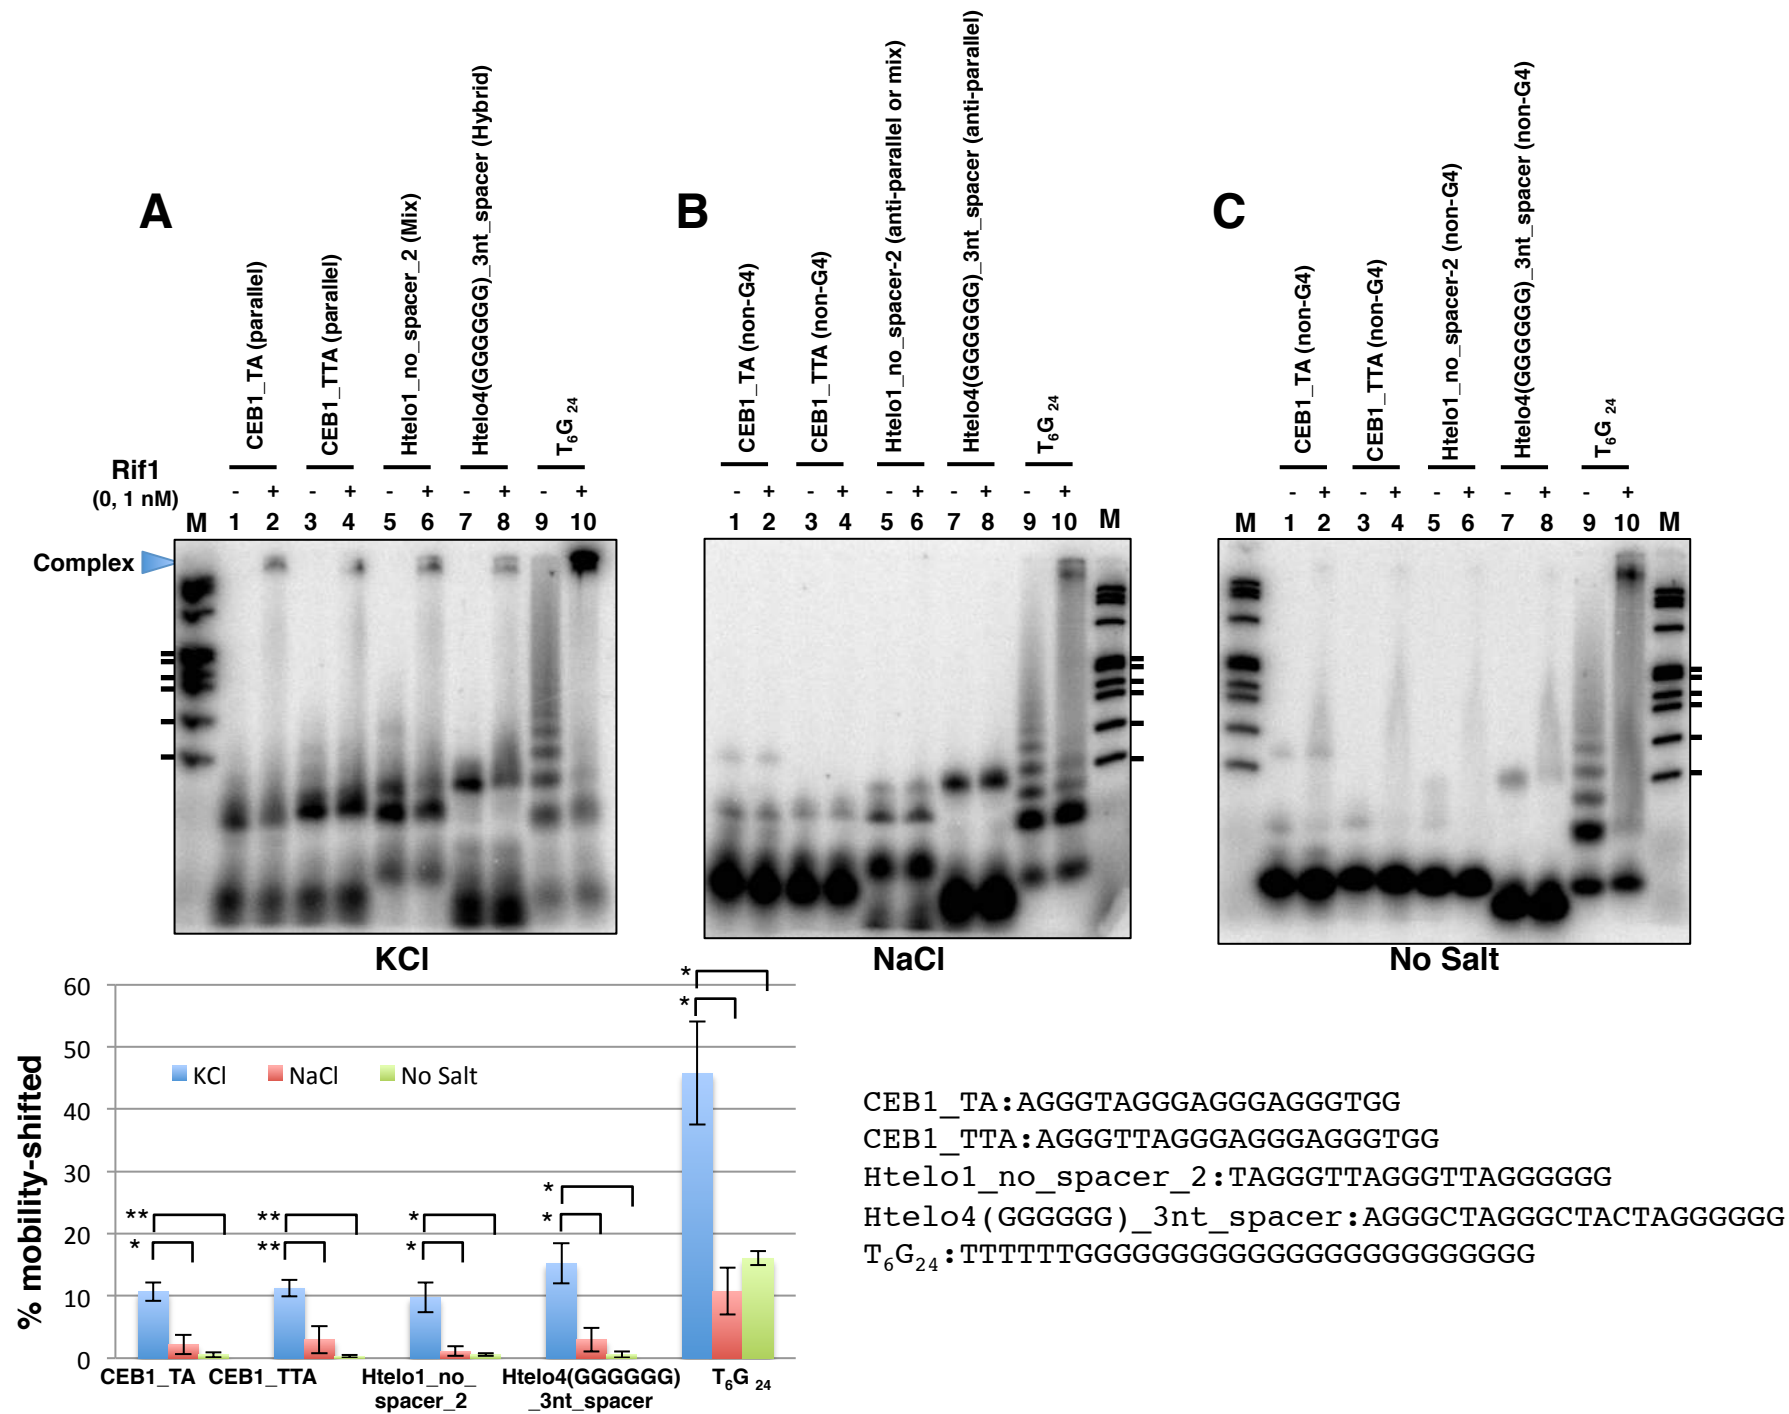 A
CEB1_TA (parallel)
CEB1_TTA (parallel)
Htelo1_no_spacer_2 (Mix)
Htelo4(GGGGGG)_3nt_spacer (Hybrid)
T6G24
Rif1
(0, 1 nM)
- + - + - + - + - +
M 1 2 3 4 5 6 7 8 9 10
Complex
KCl
B
CEB1_TA (non-G4)
CEB1_TTA (non-G4)
Htelo1_no_spacer-2 (anti-parallel or mix)
Htelo4(GGGGGG)_3nt_spacer (anti-parallel)
T6G24
- + - + - + - + - +
1 2 3 4 5 6 7 8 9 10 M
NaCl
C
CEB1_TA (non-G4)
CEB1_TTA (non-G4)
Htelo1_no_spacer-2 (non-G4)
Htelo4(GGGGGG)_3nt_spacer (non-G4)
T6G24
- + - + - + - + - +
M 1 2 3 4 5 6 7 8 9 10 M
No Salt
% mobility-shifted
60
50
40
30
20
10
0
KCl NaCl No Salt
** * ** ** * * * * * *
CEB1_TA CEB1_TTA Htelo1_no_ Htelo4(GGGGGG) T6G24
spacer_2 _3nt_spacer
CEB1_TA:AGGGTAGGGAGGGAGGGTGG
CEB1_TTA:AGGGTTAGGGAGGGAGGGTGG
Htelo1_no_spacer_2:TAGGGTTAGGGTTAGGGGGG
Htelo4(GGGGGG)_3nt_spacer:AGGGCTAGGGCTACTAGGGGGG
T6G24:TTTTTTGGGGGGGGGGGGGGGGGGGGGGGG